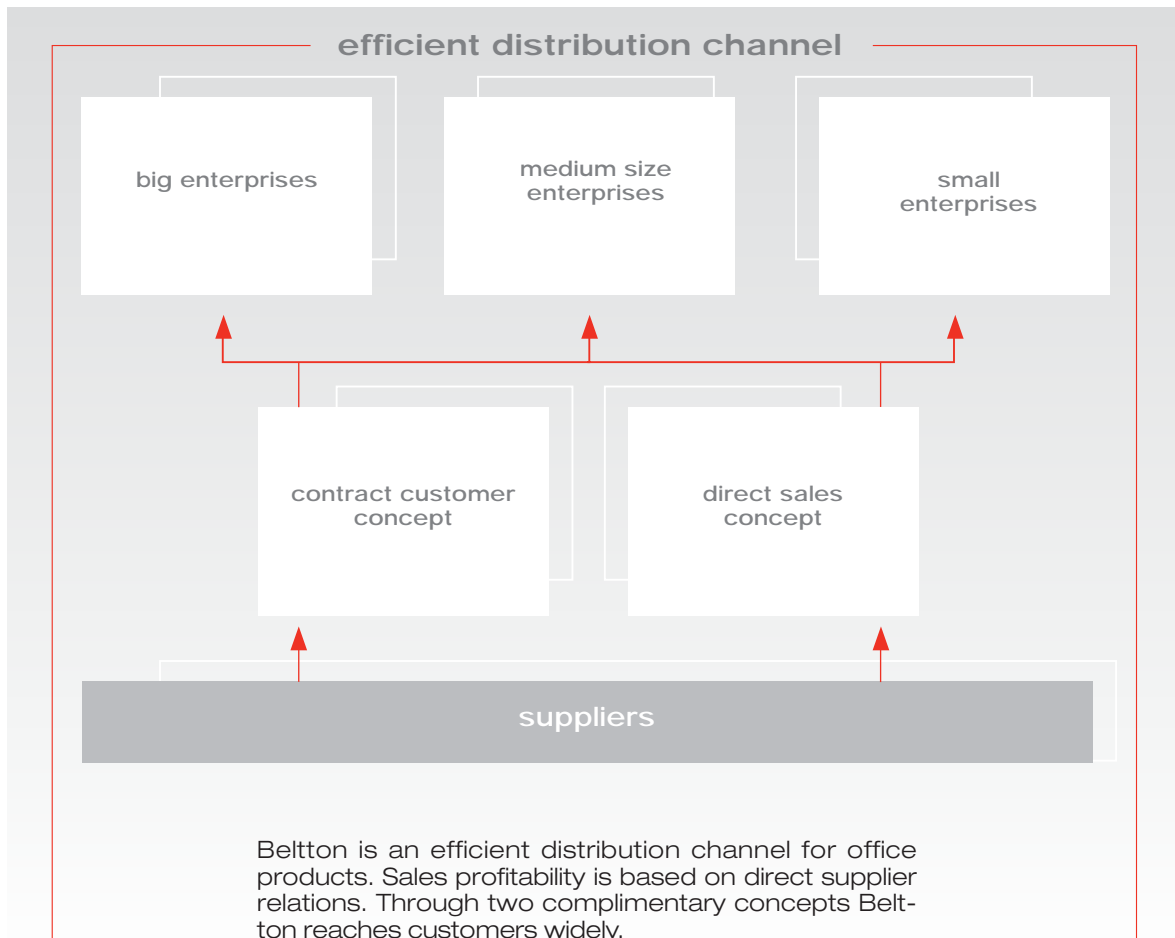 efficient distribution channel
big enterprises
medium size
enterprises
small
enterprises
contract customer
concept
direct sales
concept
suppliers
Beltton is an efficient distribution channel for office
products. Sales profitability is based on direct supplier
relations. Through two complimentary concepts Belt-
ton reaches customers widely.